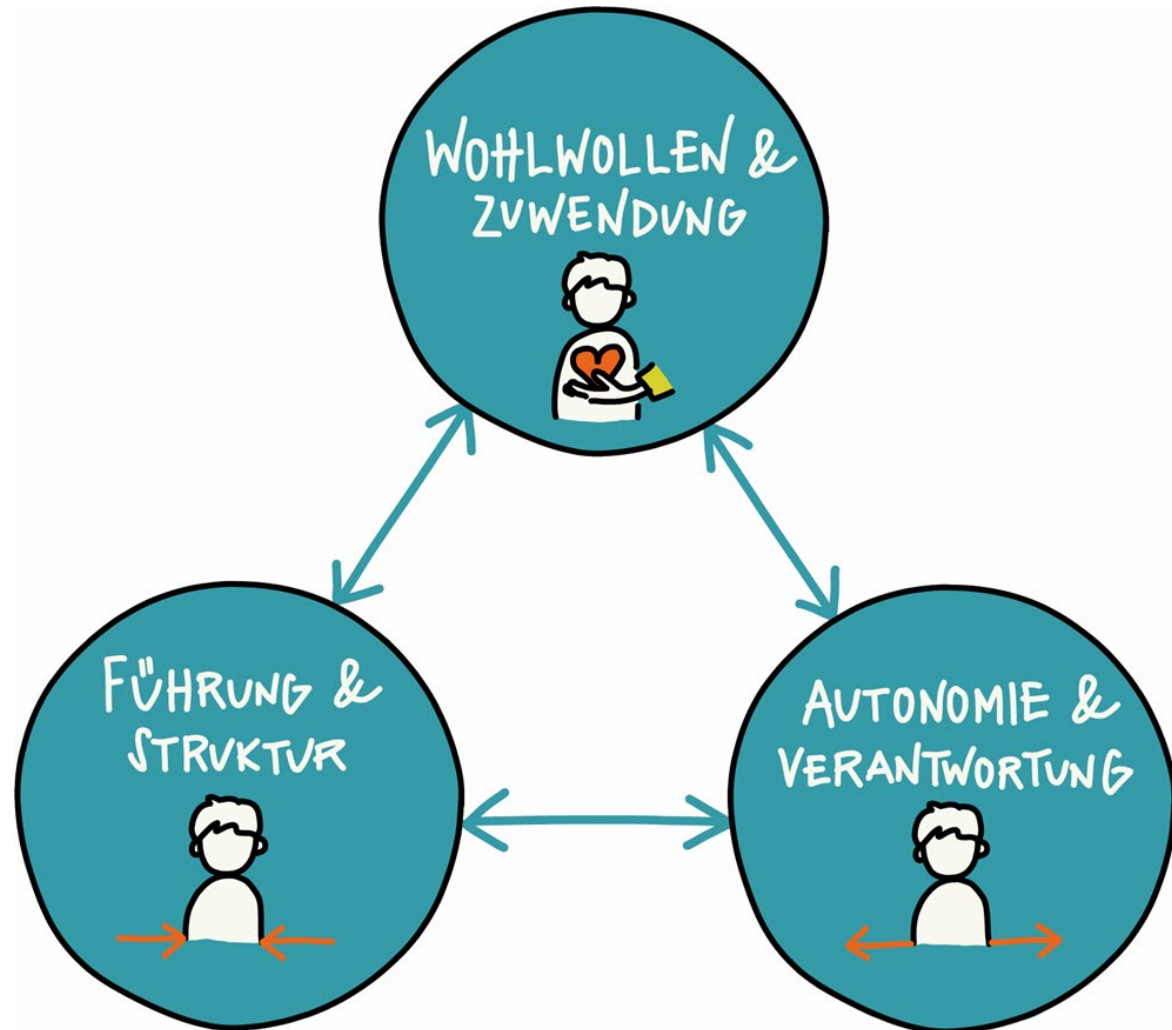 WOHLWOLLEN &
ZUWENDUNG
FÜHRUNG &
STRUKTUR
AUTONOMIE &
VERANTWORTUNG